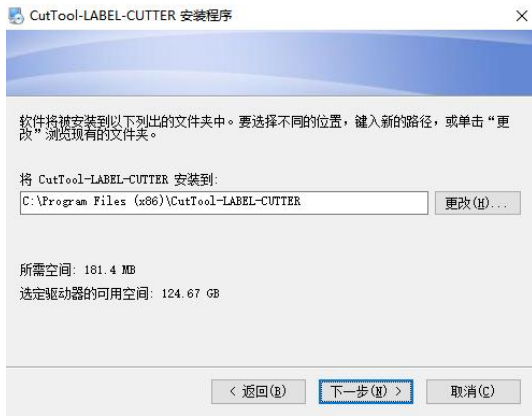 CutTool-LABEL-CUTTER 安装程序
软件将被安装到以下列出的文件夹中。要选择不同的位置，键入新的路径，或单击“更
改”浏览现有的文件夹。
将 CutTool-LABEL-CUTTER 安装到:
C:\Program Files (x86)\CutTool-LABEL-CUTTER
更改(H)...
所需空间: 181.4 MB
选定驱动器的可用空间: 124.67 GB
< 返回(B) 下一步(N) > 取消(C)